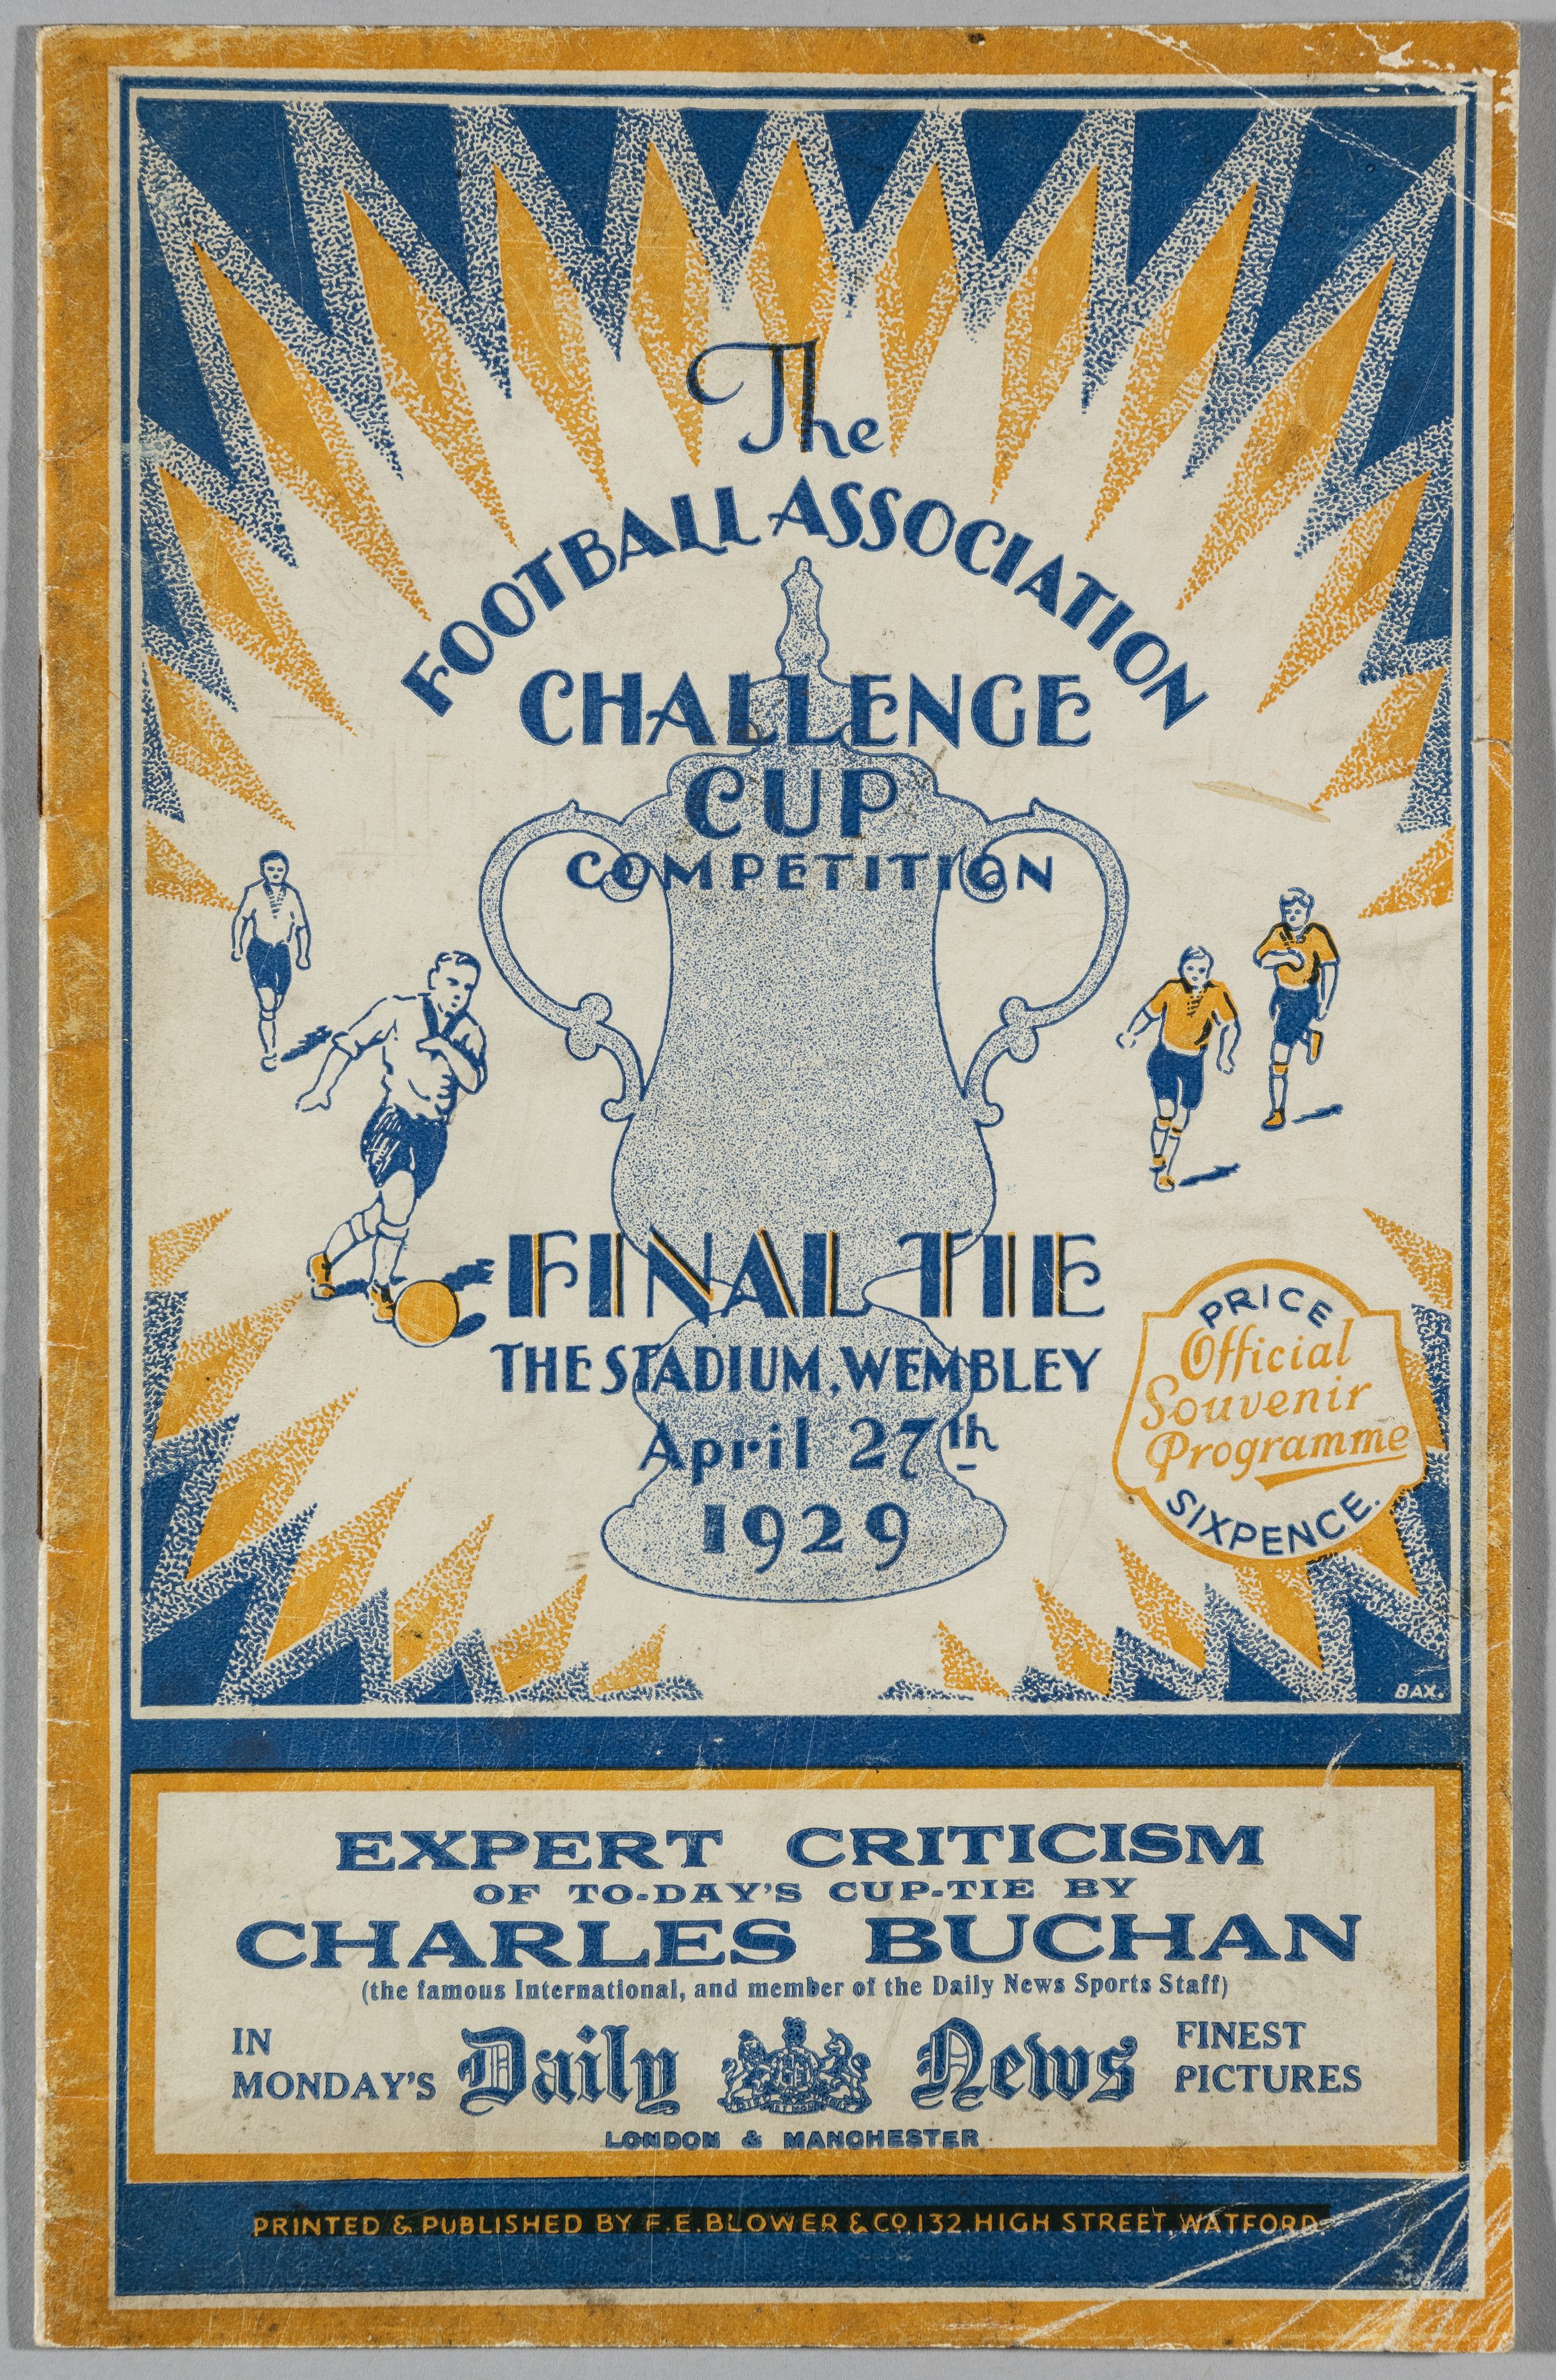 The
FOOTBALL ASSOCIATION
CHALLENGE
CUP
COMPETITION
FINAL TIE
THE STADIUM, WEMBLEY
April 27th
1929
PRICE
Official
Souvenir
Programme
SIXPENCE.
BAX.
EXPERT CRITICISM
OF TO-DAY'S CUP-TIE BY
CHARLES BUCHAN
(the famous International, and member of the Daily News Sports Staff)
IN
MONDAY'S
Daily News
FINEST
PICTURES
LONDON & MANCHESTER
PRINTED & PUBLISHED BY F.E. BLOWER & CO, 132, HIGH STREET, WATFORD.